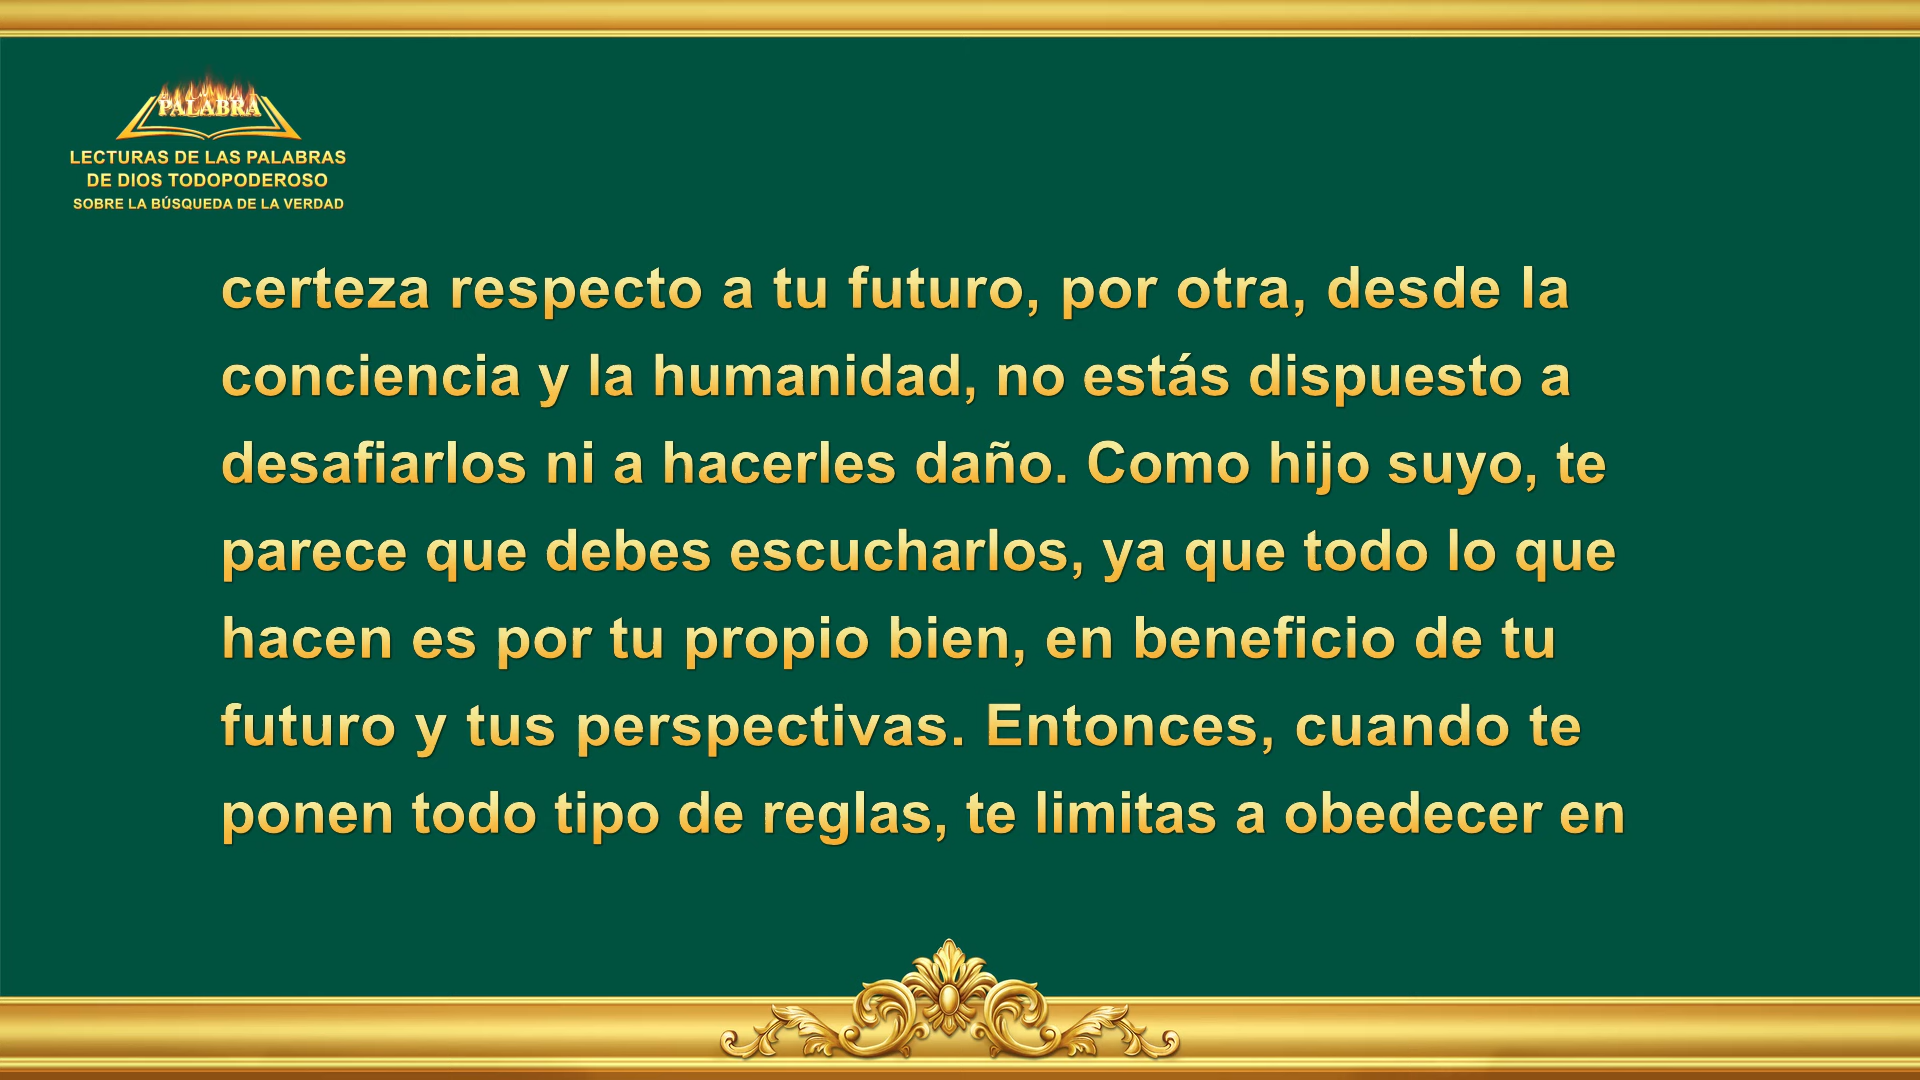 PALABRA
LECTURAS DE LAS PALABRAS
DE DIOS TODOPODEROSO
SOBRE LA BÚSQUEDA DE LA VERDAD
certeza respecto a tu futuro, por otra, desde la
conciencia y la humanidad, no estás dispuesto a
desafiarlos ni a hacerles daño. Como hijo suyo, te
parece que debes escucharlos, ya que todo lo que
hacen es por tu propio bien, en beneficio de tu
futuro y tus perspectivas. Entonces, cuando te
ponen todo tipo de reglas, te limitas a obedecer en